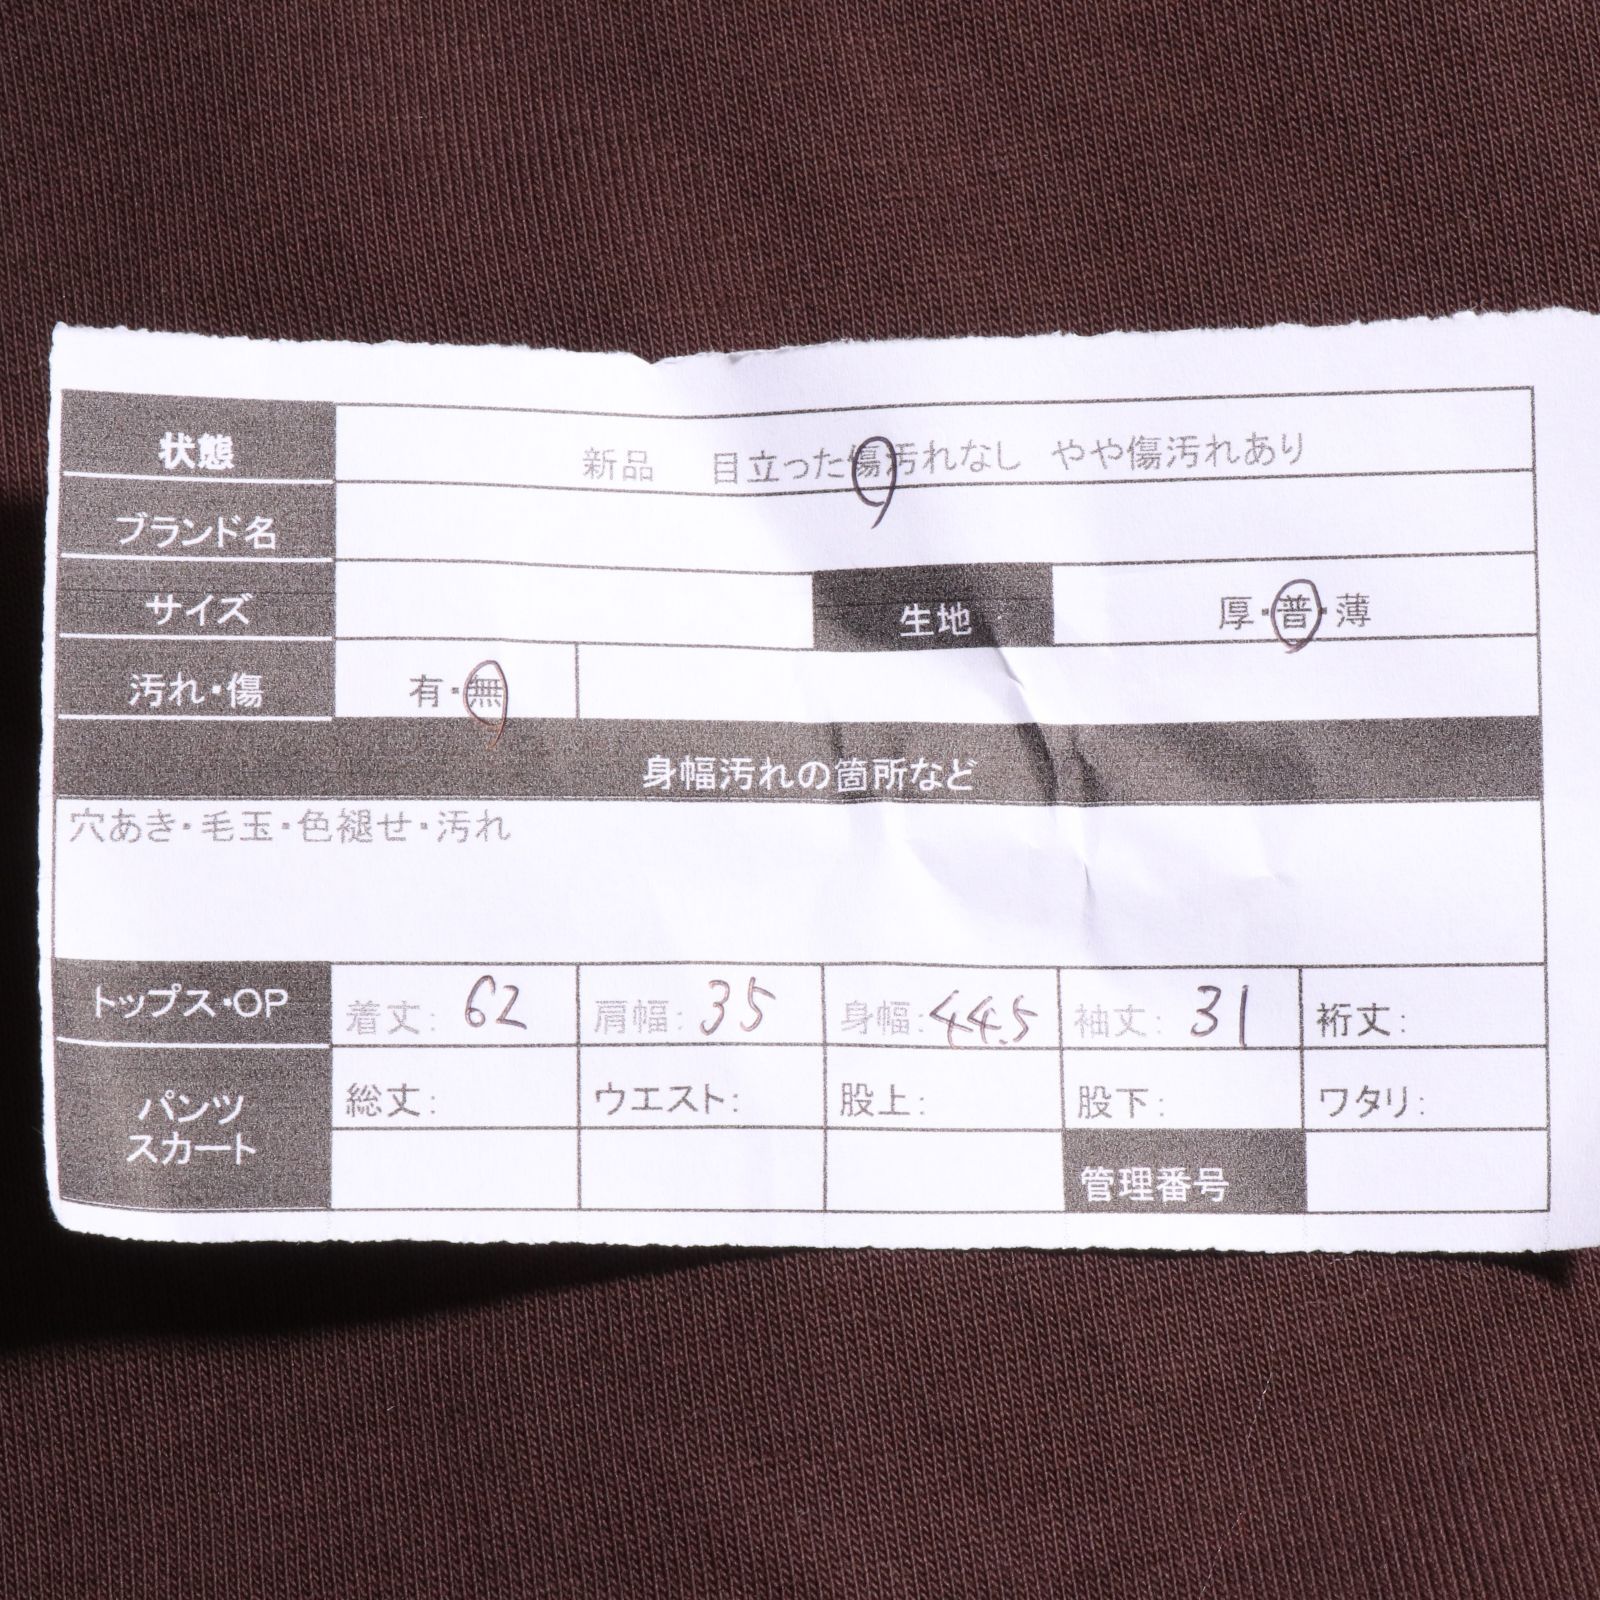 状態 新品 目立った傷汚れなし やや傷汚れあり
ブランド名
サイズ 生地 厚・普・薄
汚れ・傷 有・無
身幅汚れの箇所など
穴あき・毛玉・色褪せ・汚れ
トップス・OP 着丈: 62 肩幅: 35 身幅: 44.5 袖丈: 31 裄丈:
パンツ
スカート
総丈: ウエスト: 股上: 股下: ワタリ:
管理番号